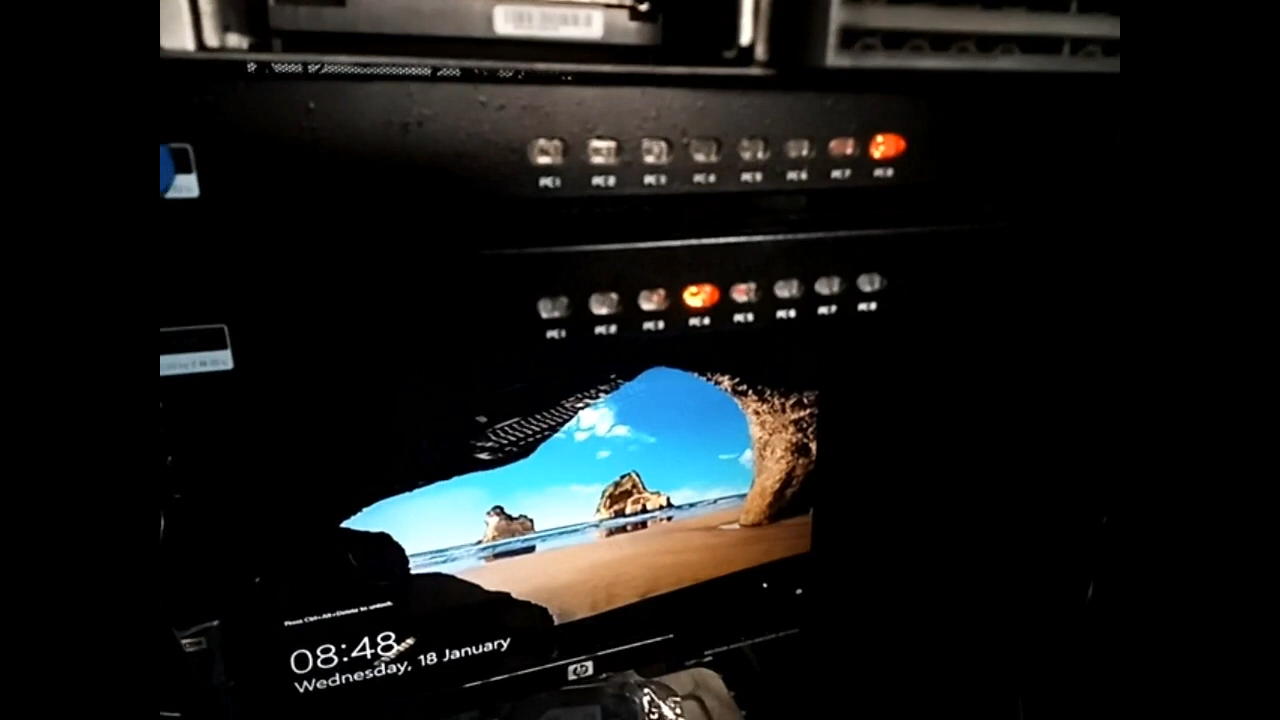 PC1 PC2 PC3 PC4 PC5 PC6 PC7 PC8
PC1 PC2 PC3 PC4 PC5 PC6 PC7 PC8
Press Ctrl+Alt+Delete to unlock.
08:48
Wednesday, 18 January
hp